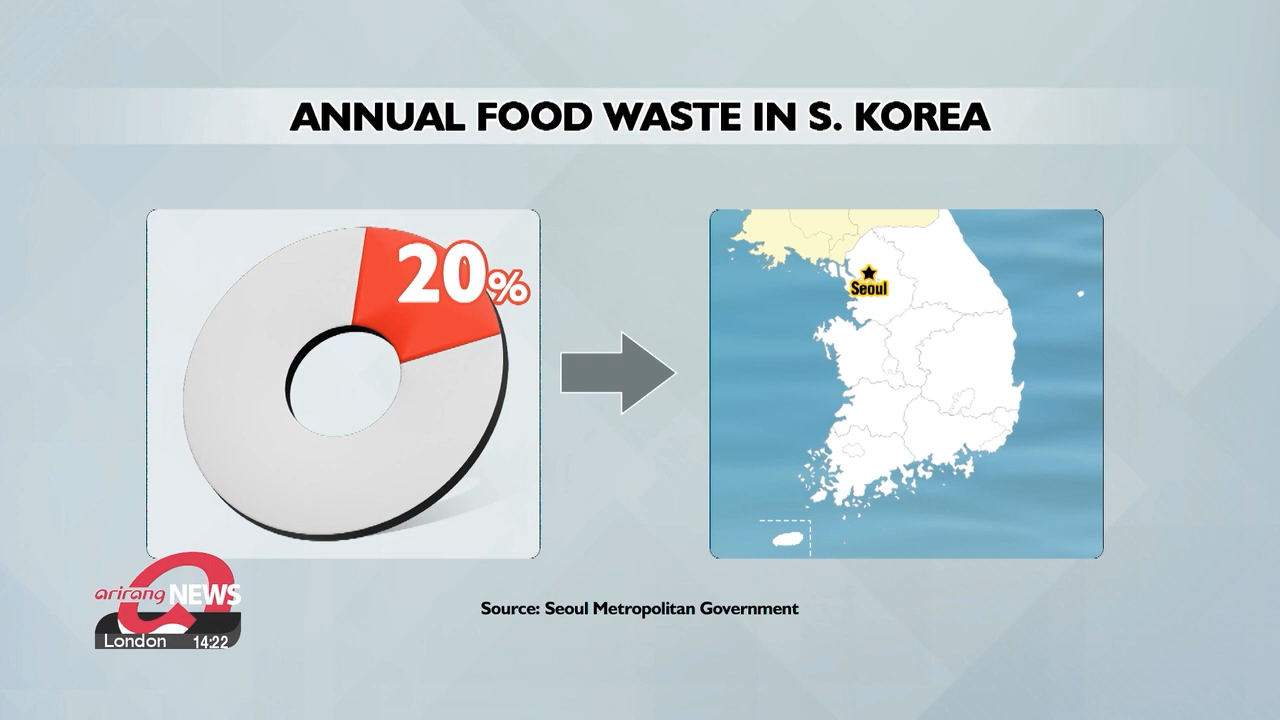 ANNUAL FOOD WASTE IN S. KOREA
20%
Seoul
Source: Seoul Metropolitan Government
arirang NEWS
London 14:22